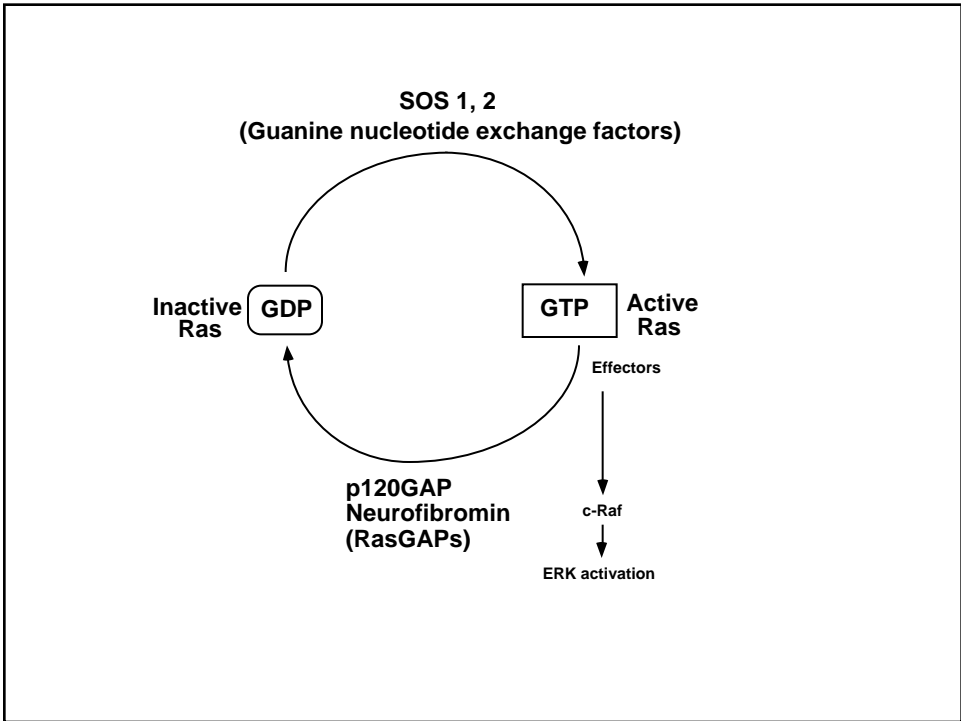 SOS 1, 2
(Guanine nucleotide exchange factors)
Inactive
Ras
GDP
GTP
Active
Ras
Effectors
p120GAP
Neurofibromin
(RasGAPs)
c-Raf
ERK activation